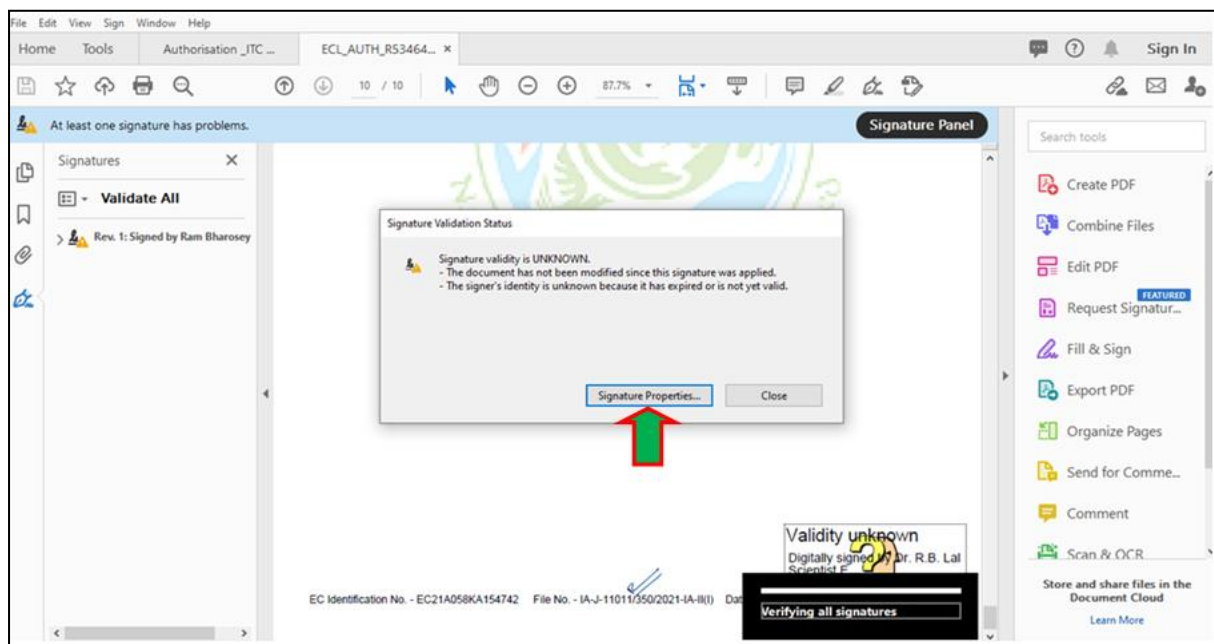 File Edit View Sign Window Help
Home Tools Authorisation _ITC ... ECL_AUTH_R53464... × ? Sign In
10 / 10 87.7%
At least one signature has problems. Signature Panel
Signatures X
Validate All
Rev. 1: Signed by Ram Bharosey
Signature Validation Status
Signature validity is UNKNOWN.
- The document has not been modified since this signature was applied.
- The signer's identity is unknown because it has expired or is not yet valid.
Signature Properties... Close
Validity unknown
Digitally signed by Dr. R.B. Lal
Scientist E
EC Identification No. - EC21A058KA154742 File No. - IA-J-11011/350/2021-IA-II(I) Dat
Verifying all signatures
Search tools
Create PDF
Combine Files
Edit PDF
FEATURED
Request Signatur...
Fill & Sign
Export PDF
Organize Pages
Send for Comme...
Comment
Scan & OCR
Store and share files in the
Document Cloud
Learn More